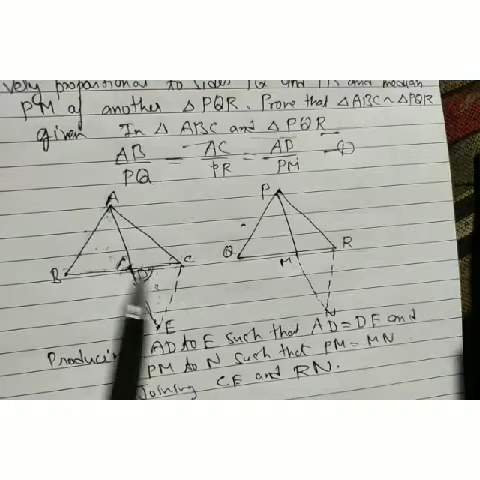 very proportional to sides PQ and PR and median
PM of another △PQR. Prove that △ABC ~ △PQR
given In △ ABC and △ PQR
AB/PQ = AC/PR = AD/PM —①
A
B
D
C
E
P
Q
M
R
N
AD to E such that AD = DE and
PM to N such that PM = MN
Joining CE and RN.